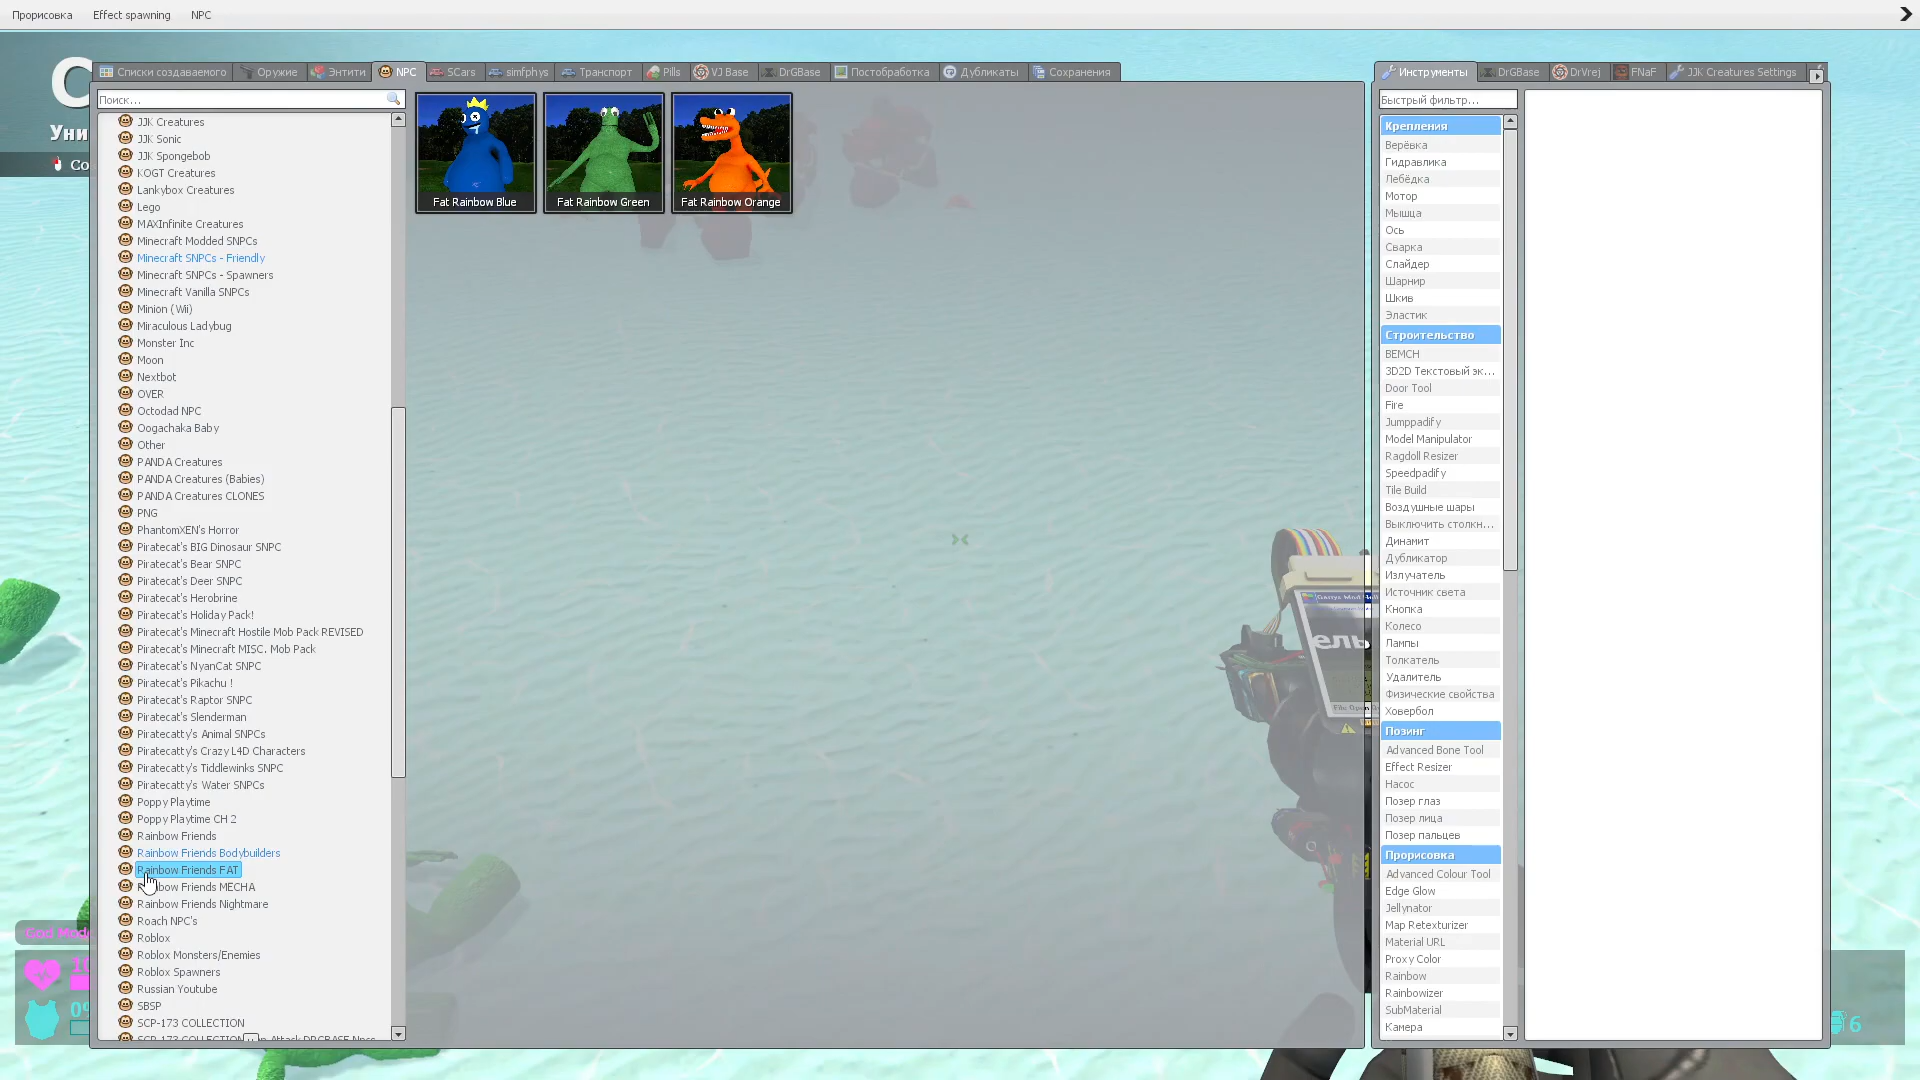 Прорисовка
Effect spawning
NPC
С
Уни
Со
Списки создаваемого
Оружие
Энтити
NPC
SCars
simfphys
Транспорт
Pills
VJ Base
DrGBase
Постобработка
Дубликаты
Сохранения
Поиск...
JJK Creatures
JJK Sonic
JJK Spongebob
KOGT Creatures
Lankybox Creatures
Lego
MAXInfinite Creatures
Minecraft Modded SNPCs
Minecraft SNPCs - Friendly
Minecraft SNPCs - Spawners
Minecraft Vanilla SNPCs
Minion (Wii)
Miraculous Ladybug
Monster Inc
Moon
Nextbot
OVER
Octodad NPC
Oogachaka Baby
Other
PANDA Creatures
PANDA Creatures (Babies)
PANDA Creatures CLONES
PNG
PhantomXEN's Horror
Piratecat's BIG Dinosaur SNPC
Piratecat's Bear SNPC
Piratecat's Deer SNPC
Piratecat's Herobrine
Piratecat's Holiday Pack!
Piratecat's Minecraft Hostile Mob Pack REVISED
Piratecat's Minecraft MISC. Mob Pack
Piratecat's NyanCat SNPC
Piratecat's Pikachu !
Piratecat's Raptor SNPC
Piratecat's Slenderman
Piratecatty's Animal SNPCs
Piratecatty's Crazy L4D Characters
Piratecatty's Tiddlewinks SNPC
Piratecatty's Water SNPCs
Poppy Playtime
Poppy Playtime CH 2
Rainbow Friends
Rainbow Friends Bodybuilders
Rainbow Friends FAT
Rainbow Friends MECHA
Rainbow Friends Nightmare
Roach NPC's
Roblox
Roblox Monsters/Enemies
Roblox Spawners
Russian Youtube
SBSP
SCP-173 COLLECTION
Fat Rainbow Blue
Fat Rainbow Green
Fat Rainbow Orange
ель
God Mod
10
0%
Инструменты
DrGBase
DrVrej
FNaF
JJK Creatures Settings
Быстрый фильтр...
Крепления
Верёвка
Гидравлика
Лебёдка
Мотор
Мышца
Ось
Сварка
Слайдер
Шарнир
Шкив
Эластик
Строительство
BEMCH
3D2D Текстовый эк...
Door Tool
Fire
Jumppadify
Model Manipulator
Ragdoll Resizer
Speedpadify
Tile Build
Воздушные шары
Выключить столкн...
Динамит
Дубликатор
Излучатель
Источник света
Кнопка
Колесо
Лампы
Толкатель
Удалитель
Физические свойства
Ховербол
Позинг
Advanced Bone Tool
Effect Resizer
Насос
Позер глаз
Позер лица
Позер пальцев
Прорисовка
Advanced Colour Tool
Edge Glow
Jellynator
Map Retexturizer
Material URL
Proxy Color
Rainbow
Rainbowizer
SubMaterial
Камера
6